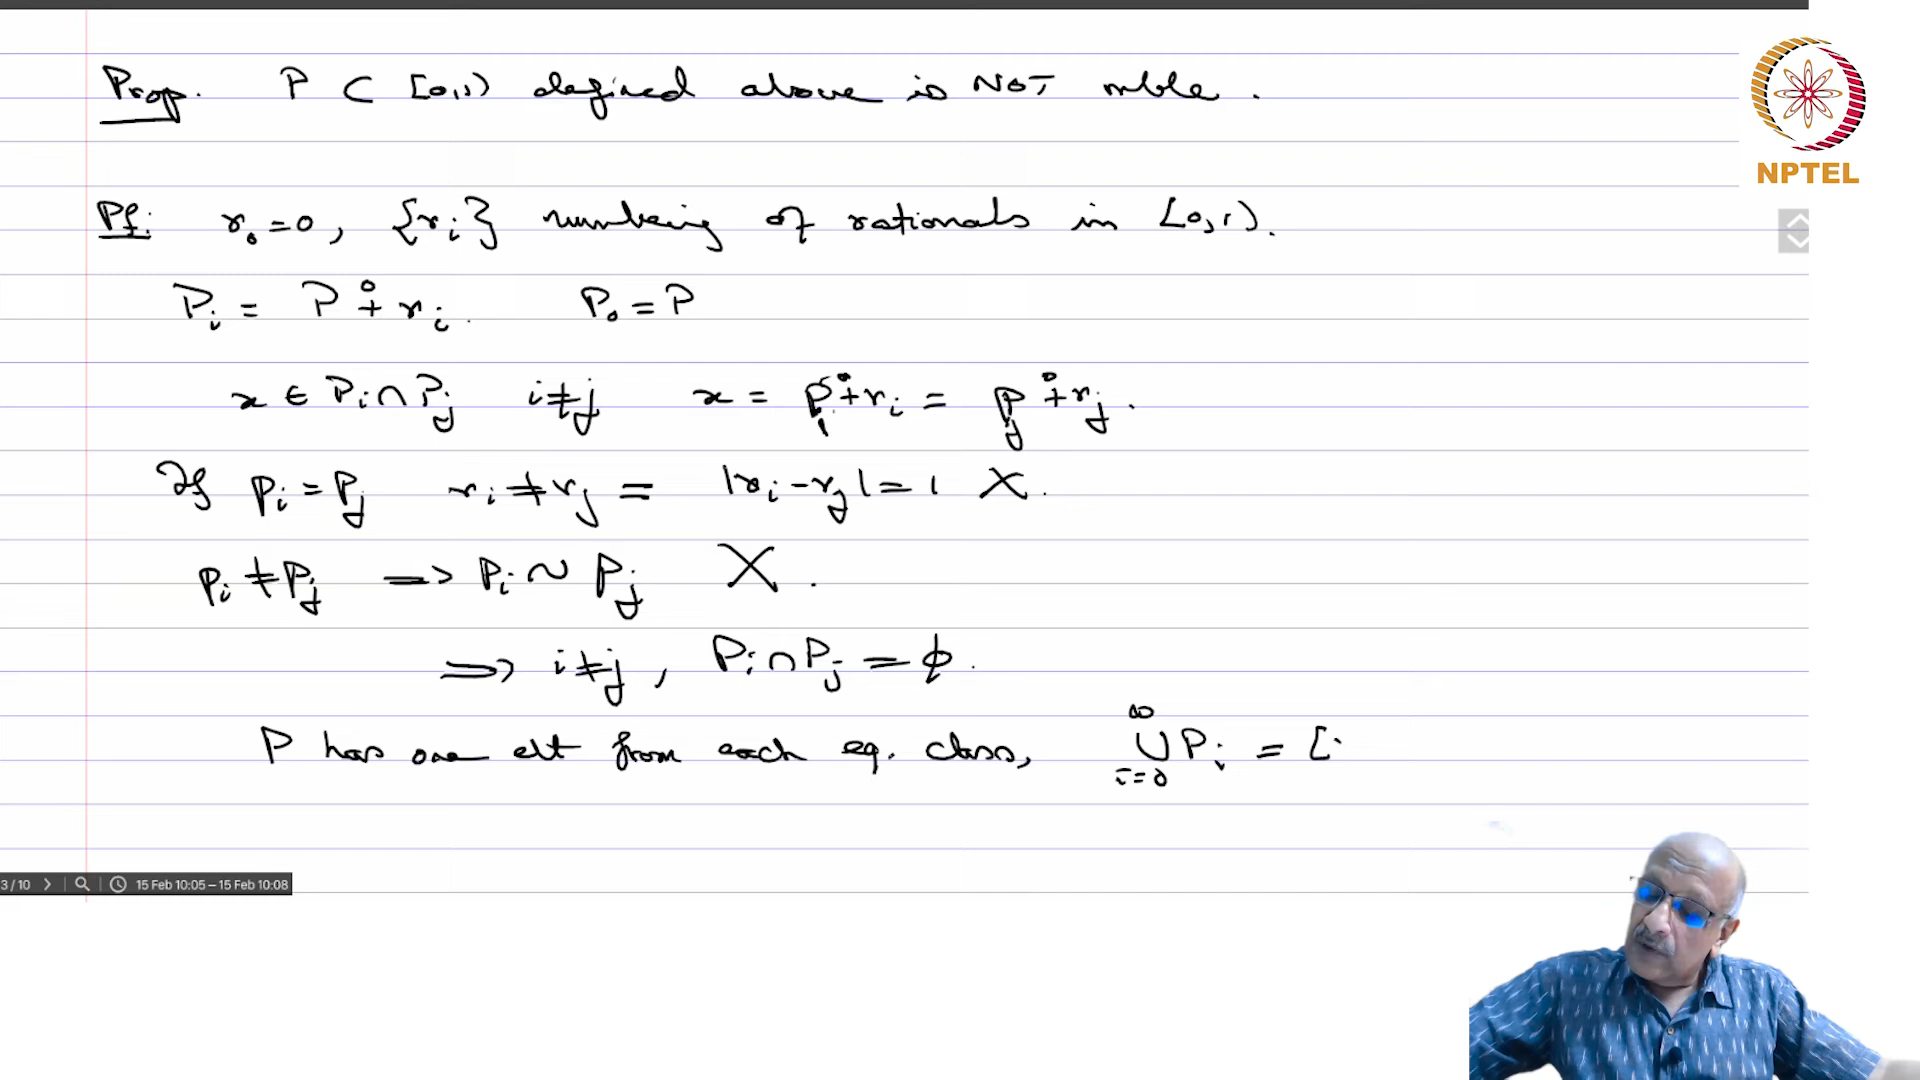 Prop. P ⊂ [0,1) defined above is NOT mble.
NPTEL
Pf: r₀=0, {rᵢ} numbering of rationals in [0,1).
Pᵢ = P +̊ rᵢ. P₀ = P
x ∈ Pᵢ∩Pⱼ i≠j x = pᵢ +̊ rᵢ = pⱼ +̊ rⱼ.
If pᵢ = pⱼ rᵢ ≠ rⱼ = |rᵢ - rⱼ| = 1 X.
pᵢ ≠ pⱼ => pᵢ ~ pⱼ X.
=> i≠j, Pᵢ∩Pⱼ = ϕ.
P has one elt from each eq. class, ∞ ∪ i=0 Pᵢ = [
3/10 15 Feb 10:05 – 15 Feb 10:08